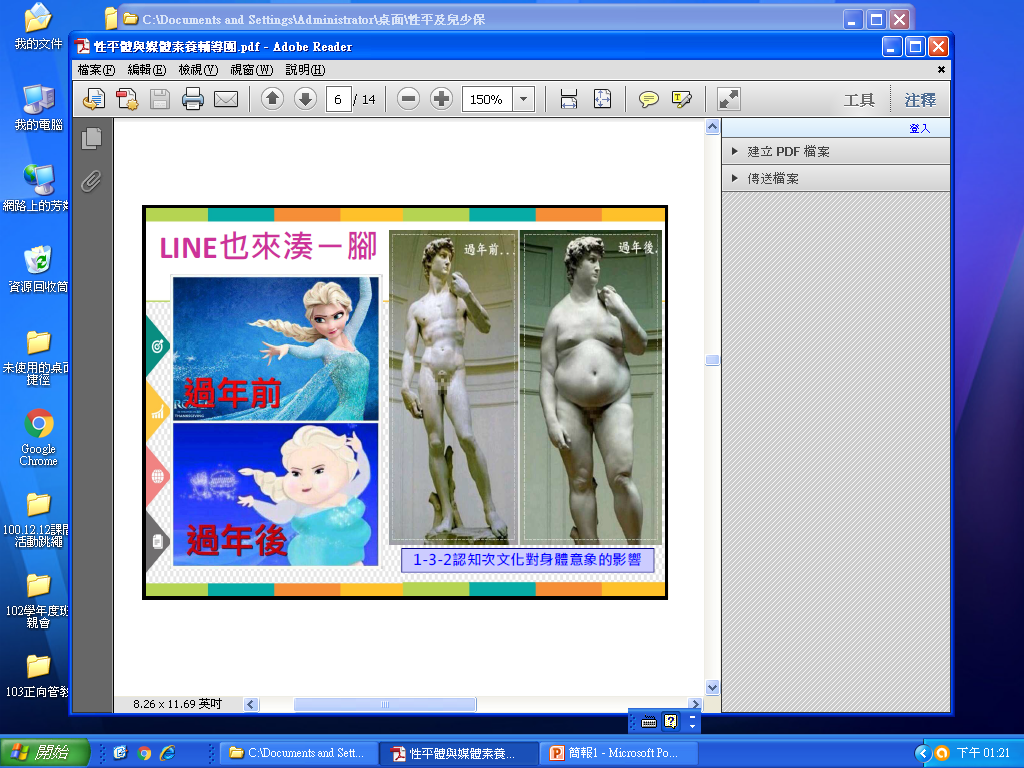 C:\Documents and Settings\Administrator\桌面\性平及兒少保
性平體與媒體素養輔導團.pdf - Adobe Reader
檔案(F) 編輯(E) 檢視(V) 視窗(W) 說明(H)
6 / 14
150%
工具
注釋
登入
建立 PDF 檔案
傳送檔案
我的文件
我的電腦
網路上的芳
資源回收筒
未使用的桌面
捷徑
Google
Chrome
100.12.12課間
活動跳繩
102學年度班
親會
103正向管教
LINE也來湊一腳
過年前
過年後
過年前...
過年後.
1-3-2認知次文化對身體意象的影響
8.26 x 11.69 英吋
開始
C:\Documents and Sett...
性平體與媒體素養...
簡報1 - Microsoft Po...
下午 01:21